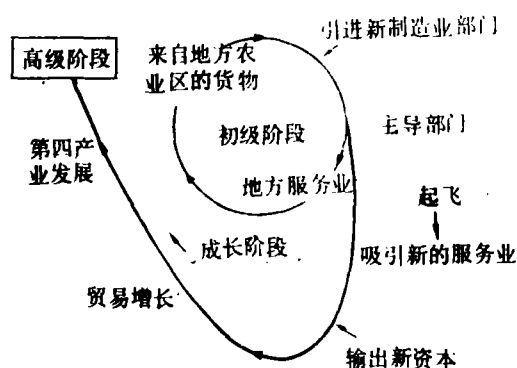 高级阶段
来自地方农
业区的货物
引进新制造业部门
初级阶段
主导部门
第四产
业发展
地方服务业
起飞
成长阶段
吸引新的服务业
贸易增长
输出新资本